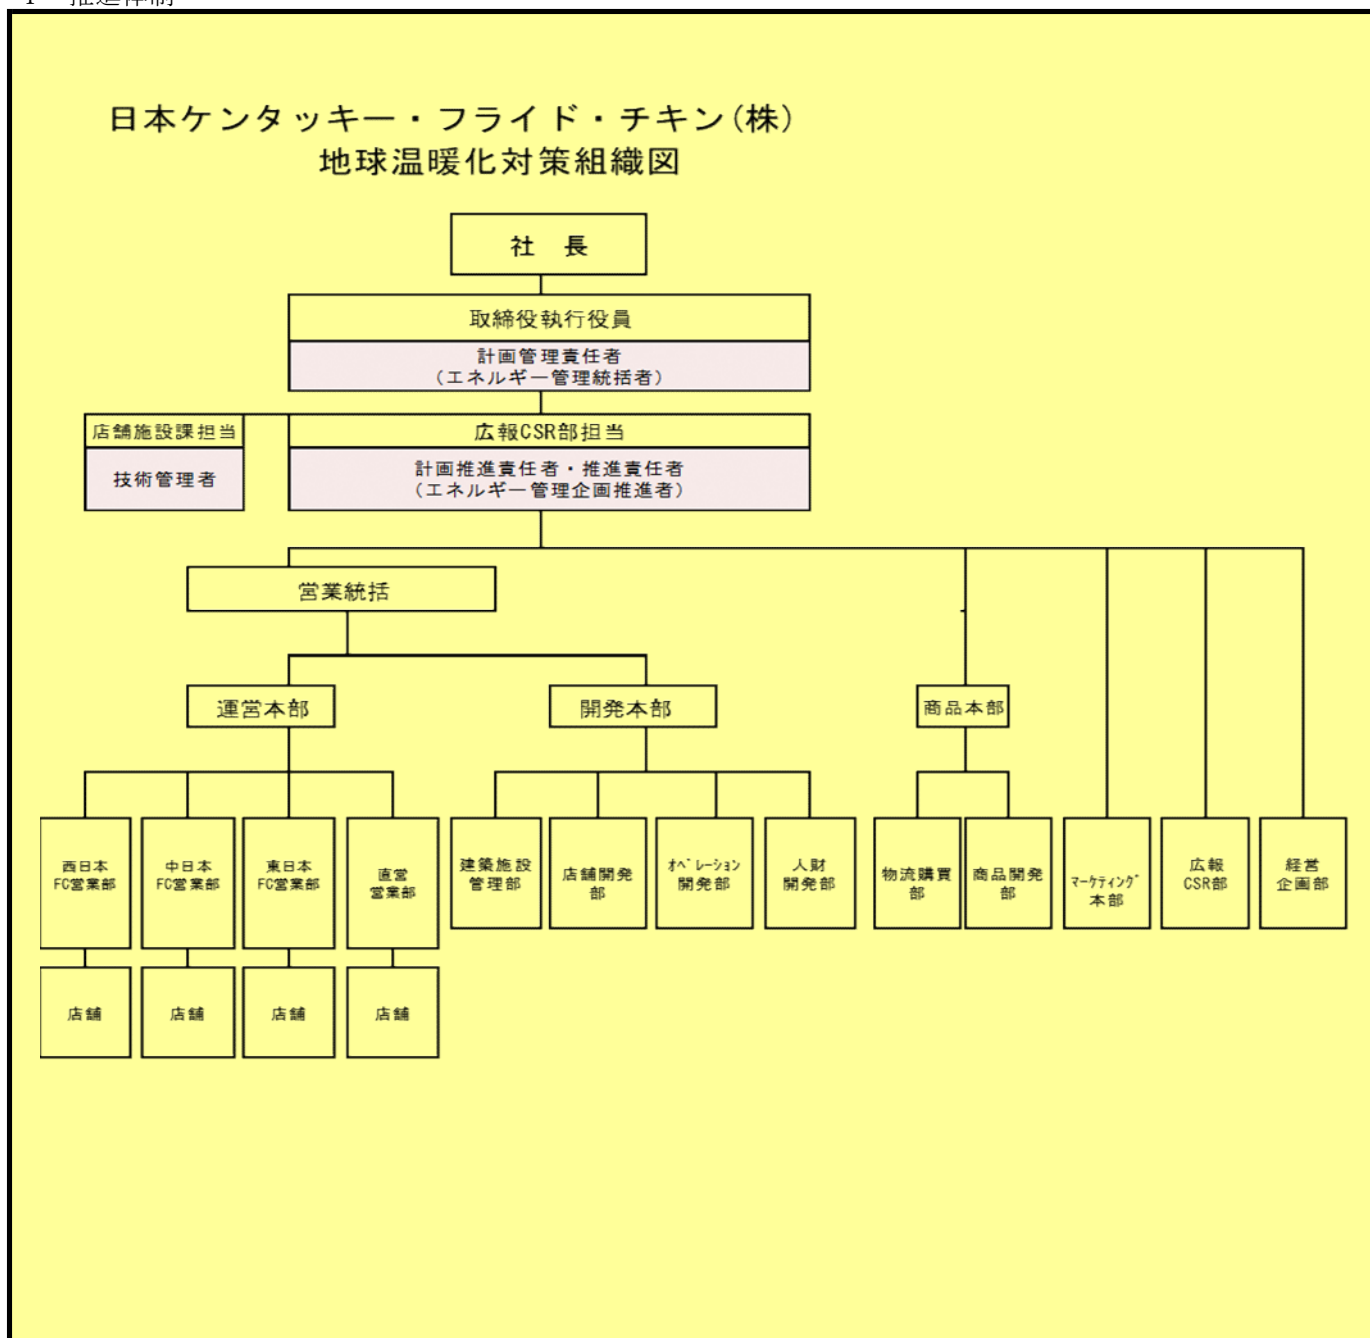 日本ケンタッキー・フライド・チキン(株)
地球温暖化対策組織図
社 長
取締役執行役員
計画管理責任者
(エネルギー管理統括者)
店舗施設課担当
技術管理者
広報CSR部担当
計画推進責任者・推進責任者
(エネルギー管理企画推進者)
営業統括
運営本部
開発本部
商品本部
西日本
FC営業部
中日本
FC営業部
東日本
FC営業部
直営
営業部
建築施設
管理部
店舗開発
部
オペレーション
開発部
人財
開発部
物流購買
部
商品開発
部
マーケティング
本部
広報
CSR部
経営
企画部
店舗
店舗
店舗
店舗